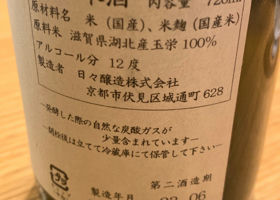 酒
原材料名 米（国産）、米麹（国産米）
原料米 滋賀県湖北産玉栄100%
アルコール分 12度
製造者 日々醸造株式会社
京都市伏見区城通町628
―発酵した際の自然な炭酸ガスが
少量含まれています―
―開栓後は立てて冷蔵庫にて保管して下さい―
第二酒造期
製造年月